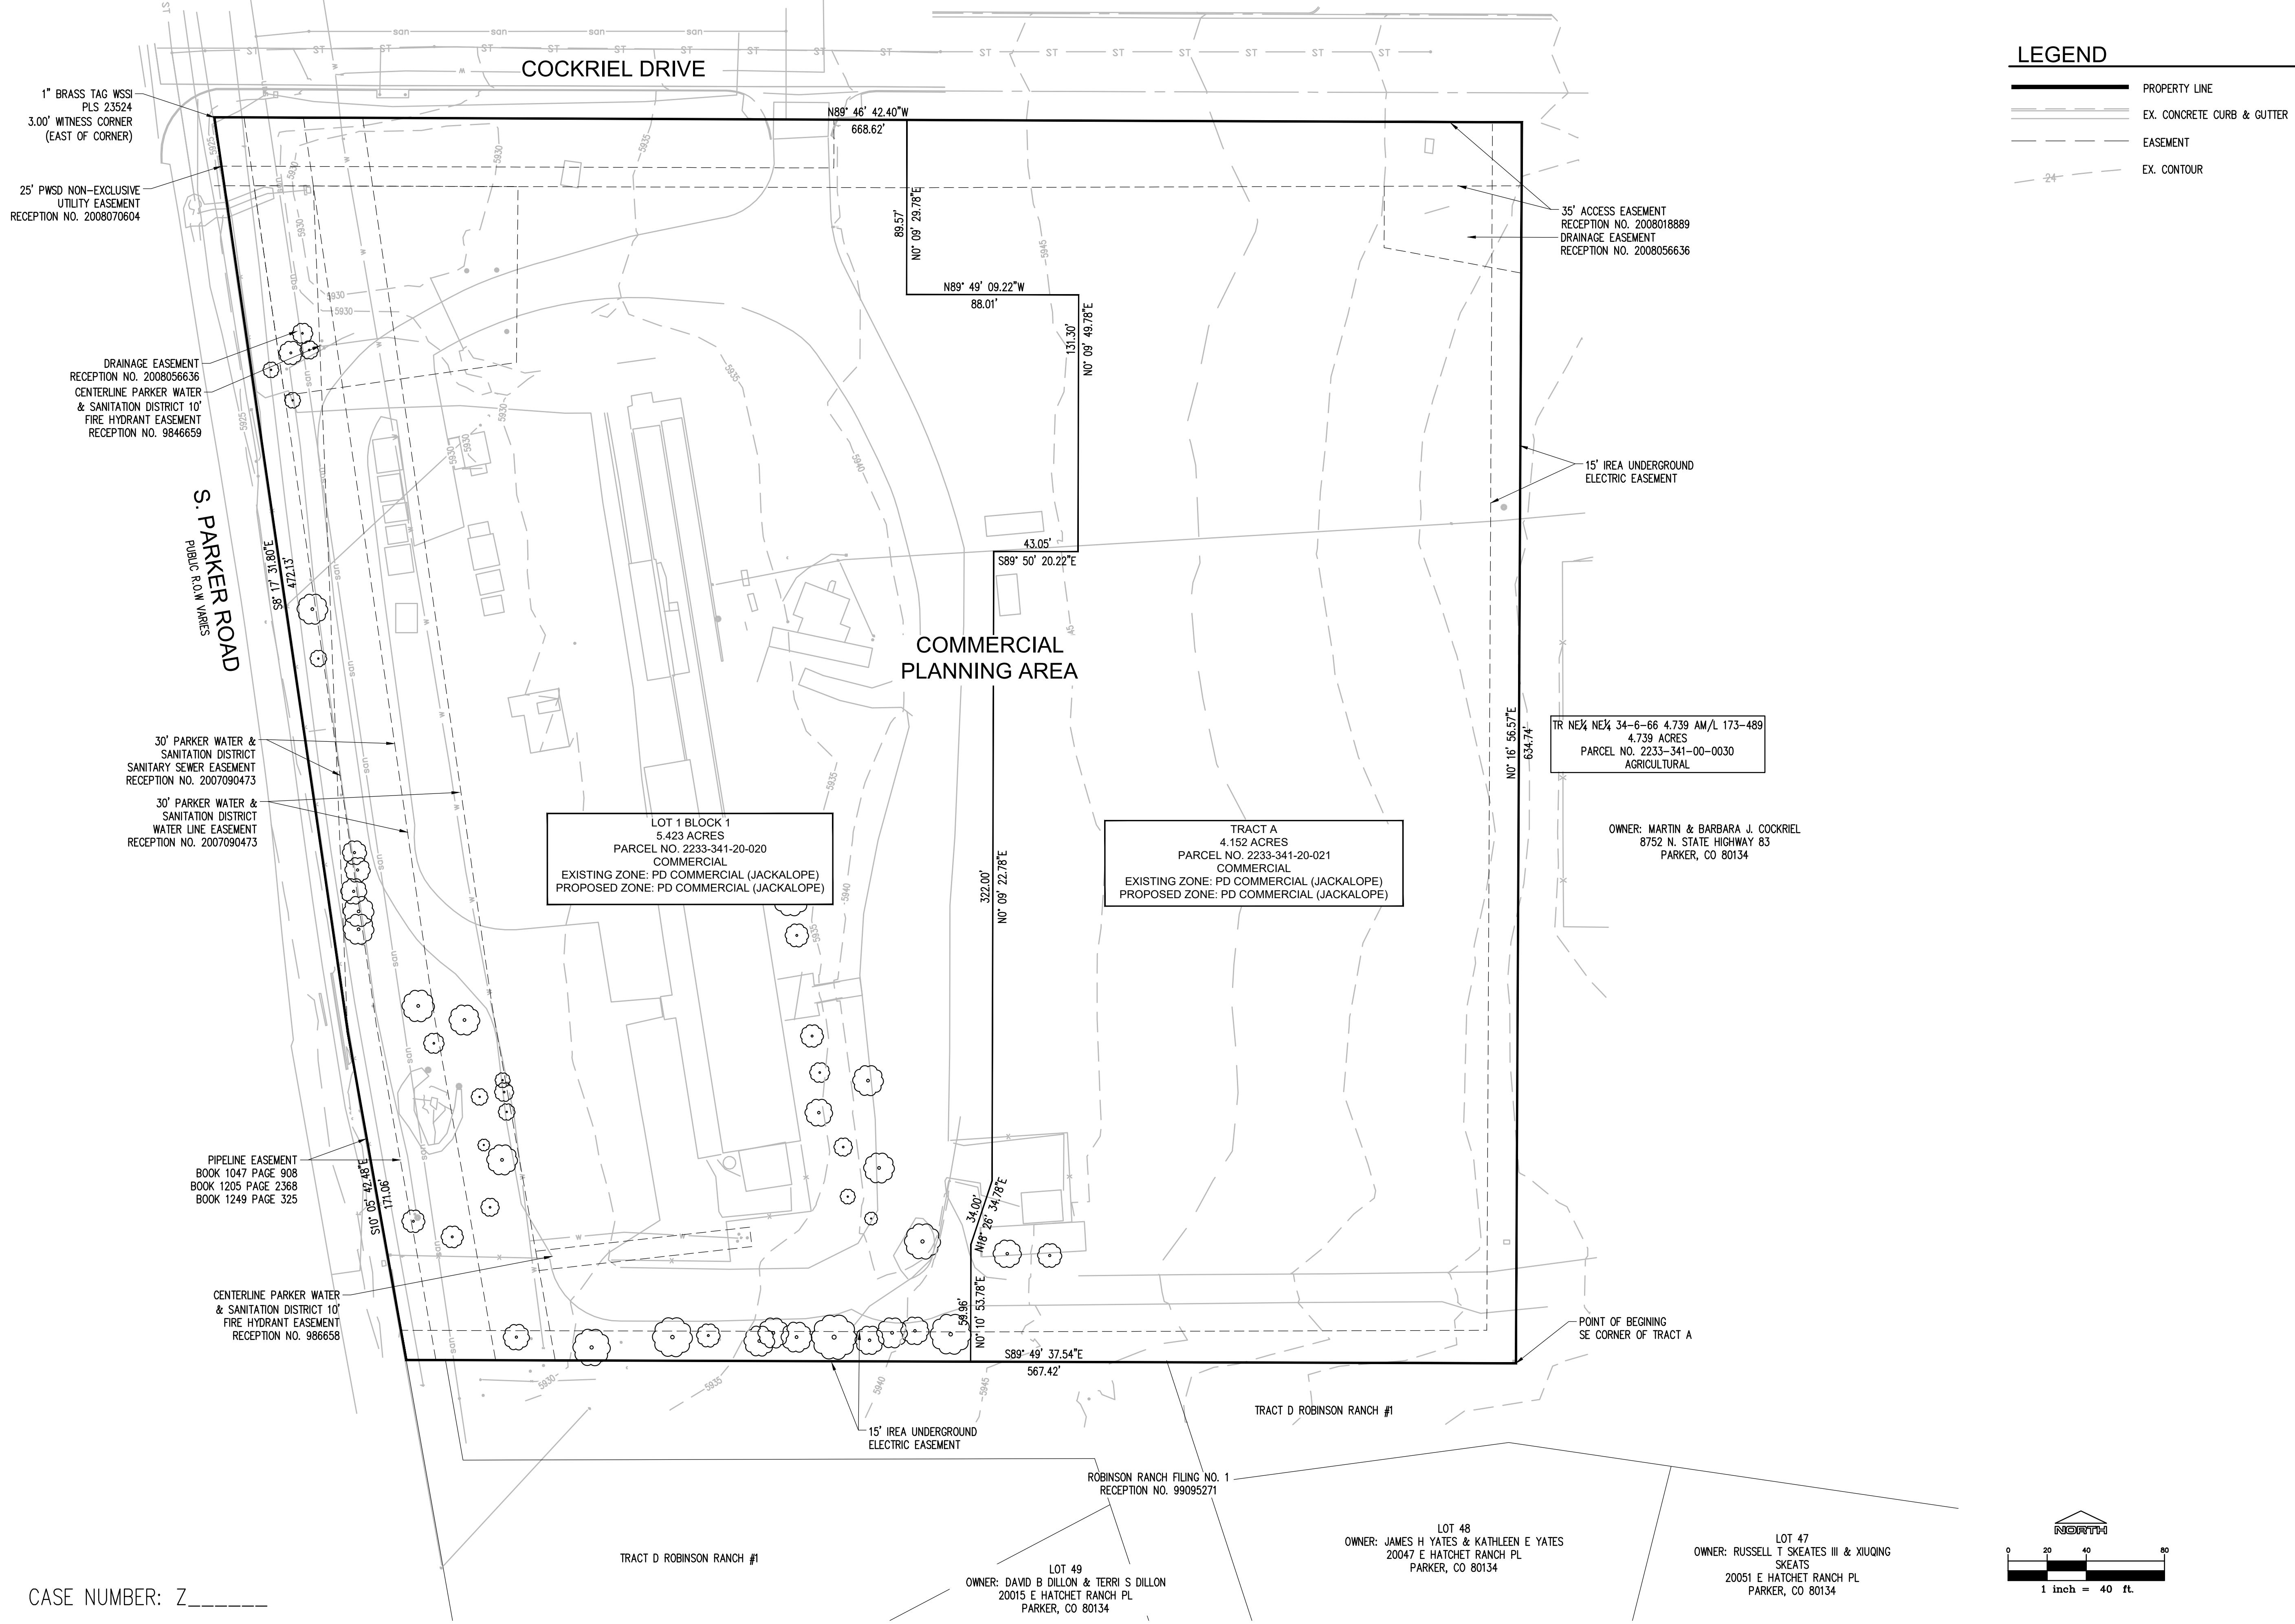 COCKRIEL DRIVE
1" BRASS TAG WSSI
PLS 23524
3.00' WITNESS CORNER
(EAST OF CORNER)
25' PWSD NON-EXCLUSIVE
UTILITY EASEMENT
RECEPTION NO. 2008070604
DRAINAGE EASEMENT
RECEPTION NO. 2008056636
CENTERLINE PARKER WATER
& SANITATION DISTRICT 10'
FIRE HYDRANT EASEMENT
RECEPTION NO. 9846659
S. PARKER ROAD
PUBLIC R.O.W VARIES
S8° 17' 31.80"E
472.13'
30' PARKER WATER &
SANITATION DISTRICT
SANITARY SEWER EASEMENT
RECEPTION NO. 2007090473
30' PARKER WATER &
SANITATION DISTRICT
WATER LINE EASEMENT
RECEPTION NO. 2007090473
PIPELINE EASEMENT
BOOK 1047 PAGE 908
BOOK 1205 PAGE 2368
BOOK 1249 PAGE 325
S10° 05' 42.48"E
171.06'
CENTERLINE PARKER WATER
& SANITATION DISTRICT 10'
FIRE HYDRANT EASEMENT
RECEPTION NO. 986658
N89° 46' 42.40"W
668.62'
89.57'
N0° 09' 29.78"E
N89° 49' 09.22"W
88.01'
131.30'
N0° 09' 49.78"E
43.05'
S89° 50' 20.22"E
COMMERCIAL
PLANNING AREA
LOT 1 BLOCK 1
5.423 ACRES
PARCEL NO. 2233-341-20-020
COMMERCIAL
EXISTING ZONE: PD COMMERCIAL (JACKALOPE)
PROPOSED ZONE: PD COMMERCIAL (JACKALOPE)
322.00'
N0° 09' 22.78"E
TRACT A
4.152 ACRES
PARCEL NO. 2233-341-20-021
COMMERCIAL
EXISTING ZONE: PD COMMERCIAL (JACKALOPE)
PROPOSED ZONE: PD COMMERCIAL (JACKALOPE)
34.00'
N18° 26' 34.78"E
59.96'
N0° 10' 53.78"E
S89° 49' 37.54"E
567.42'
35' ACCESS EASEMENT
RECEPTION NO. 2008018889
DRAINAGE EASEMENT
RECEPTION NO. 2008056636
15' IREA UNDERGROUND
ELECTRIC EASEMENT
N0° 16' 56.57"E
634.74'
TR NE¼ NE¼ 34-6-66 4.739 AM/L 173-489
4.739 ACRES
PARCEL NO. 2233-341-00-0030
AGRICULTURAL
OWNER: MARTIN & BARBARA J. COCKRIEL
8752 N. STATE HIGHWAY 83
PARKER, CO 80134
POINT OF BEGINING
SE CORNER OF TRACT A
15' IREA UNDERGROUND
ELECTRIC EASEMENT
TRACT D ROBINSON RANCH #1
ROBINSON RANCH FILING NO. 1
RECEPTION NO. 99095271
TRACT D ROBINSON RANCH #1
LOT 49
OWNER: DAVID B DILLON & TERRI S DILLON
20015 E HATCHET RANCH PL
PARKER, CO 80134
LOT 48
OWNER: JAMES H YATES & KATHLEEN E YATES
20047 E HATCHET RANCH PL
PARKER, CO 80134
LOT 47
OWNER: RUSSELL T SKEATES III & XIUQING
SKEATS
20051 E HATCHET RANCH PL
PARKER, CO 80134
LEGEND
PROPERTY LINE
EX. CONCRETE CURB & GUTTER
EASEMENT
24 EX. CONTOUR
NORTH
0 20 40 80
1 inch = 40 ft.
CASE NUMBER: Z______